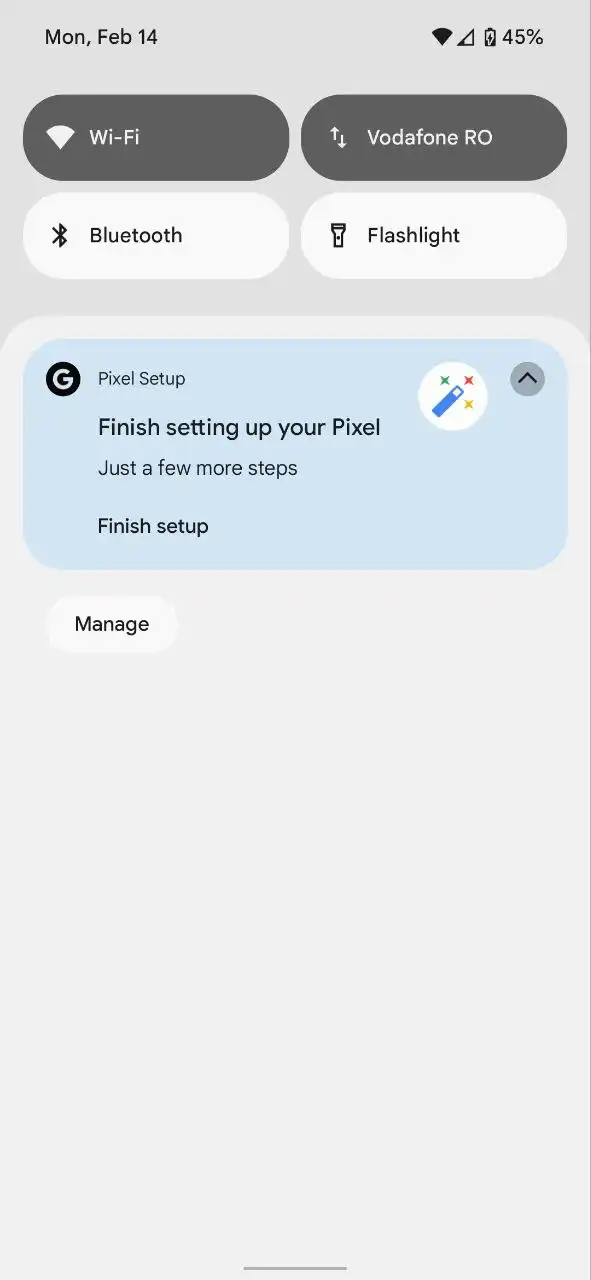 Mon, Feb 14
45%
Wi-Fi
Vodafone RO
Bluetooth
Flashlight
G
Pixel Setup
Finish setting up your Pixel
Just a few more steps
Finish setup
Manage